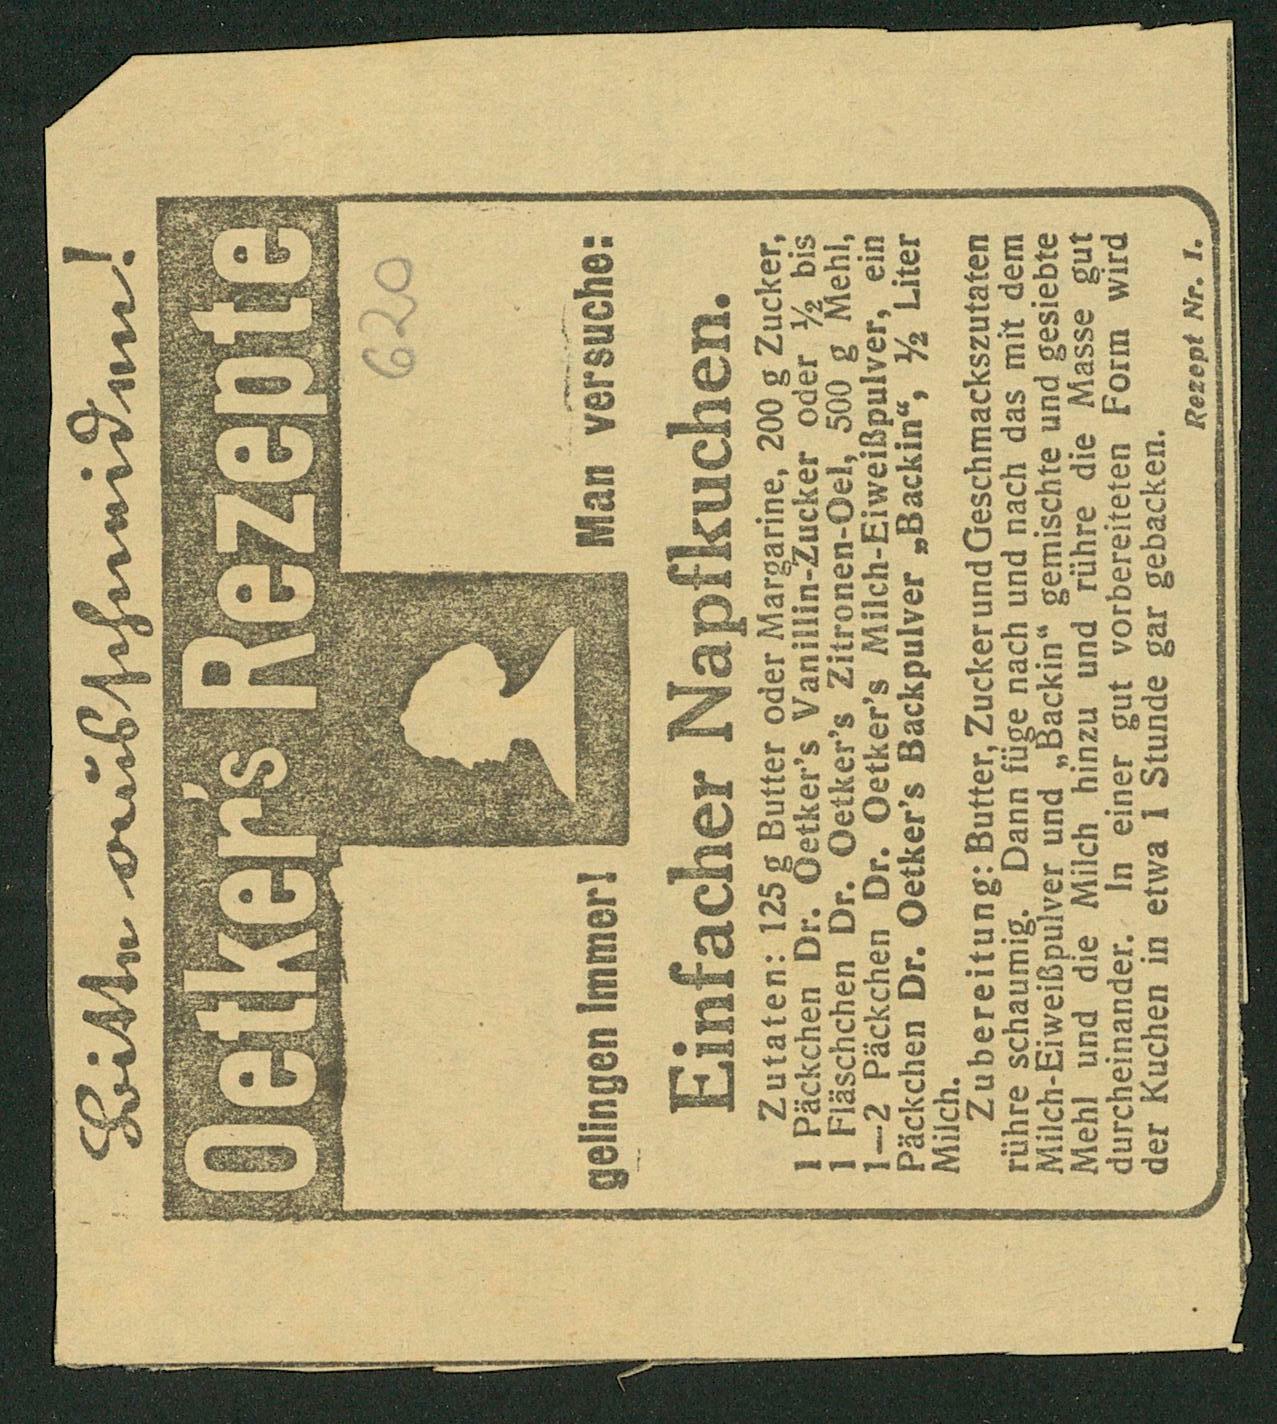 Bitte ausschneiden!
Oetker's Rezepte
620
gelingen immer! Man versuche:
Einfacher Napfkuchen.
Zutaten: 125 g Butter oder Margarine, 200 g Zucker,
1 Päckchen Dr. Oetker's Vanillin-Zucker oder ½ bis
1 Fläschchen Dr. Oetker's Zitronen-Oel, 500 g Mehl,
1—2 Päckchen Dr. Oetker's Milch-Eiweißpulver, ein
Päckchen Dr. Oetker's Backpulver „Backin“, ½ Liter
Milch.
Zubereitung: Butter, Zucker und Geschmackszutaten
rühre schaumig. Dann füge nach und nach das mit dem
Milch-Eiweißpulver und „Backin“ gemischte und gesiebte
Mehl und die Milch hinzu und rühre die Masse gut
durcheinander. In einer gut vorbereiteten Form wird
der Kuchen in etwa 1 Stunde gar gebacken.
Rezept Nr. 1.